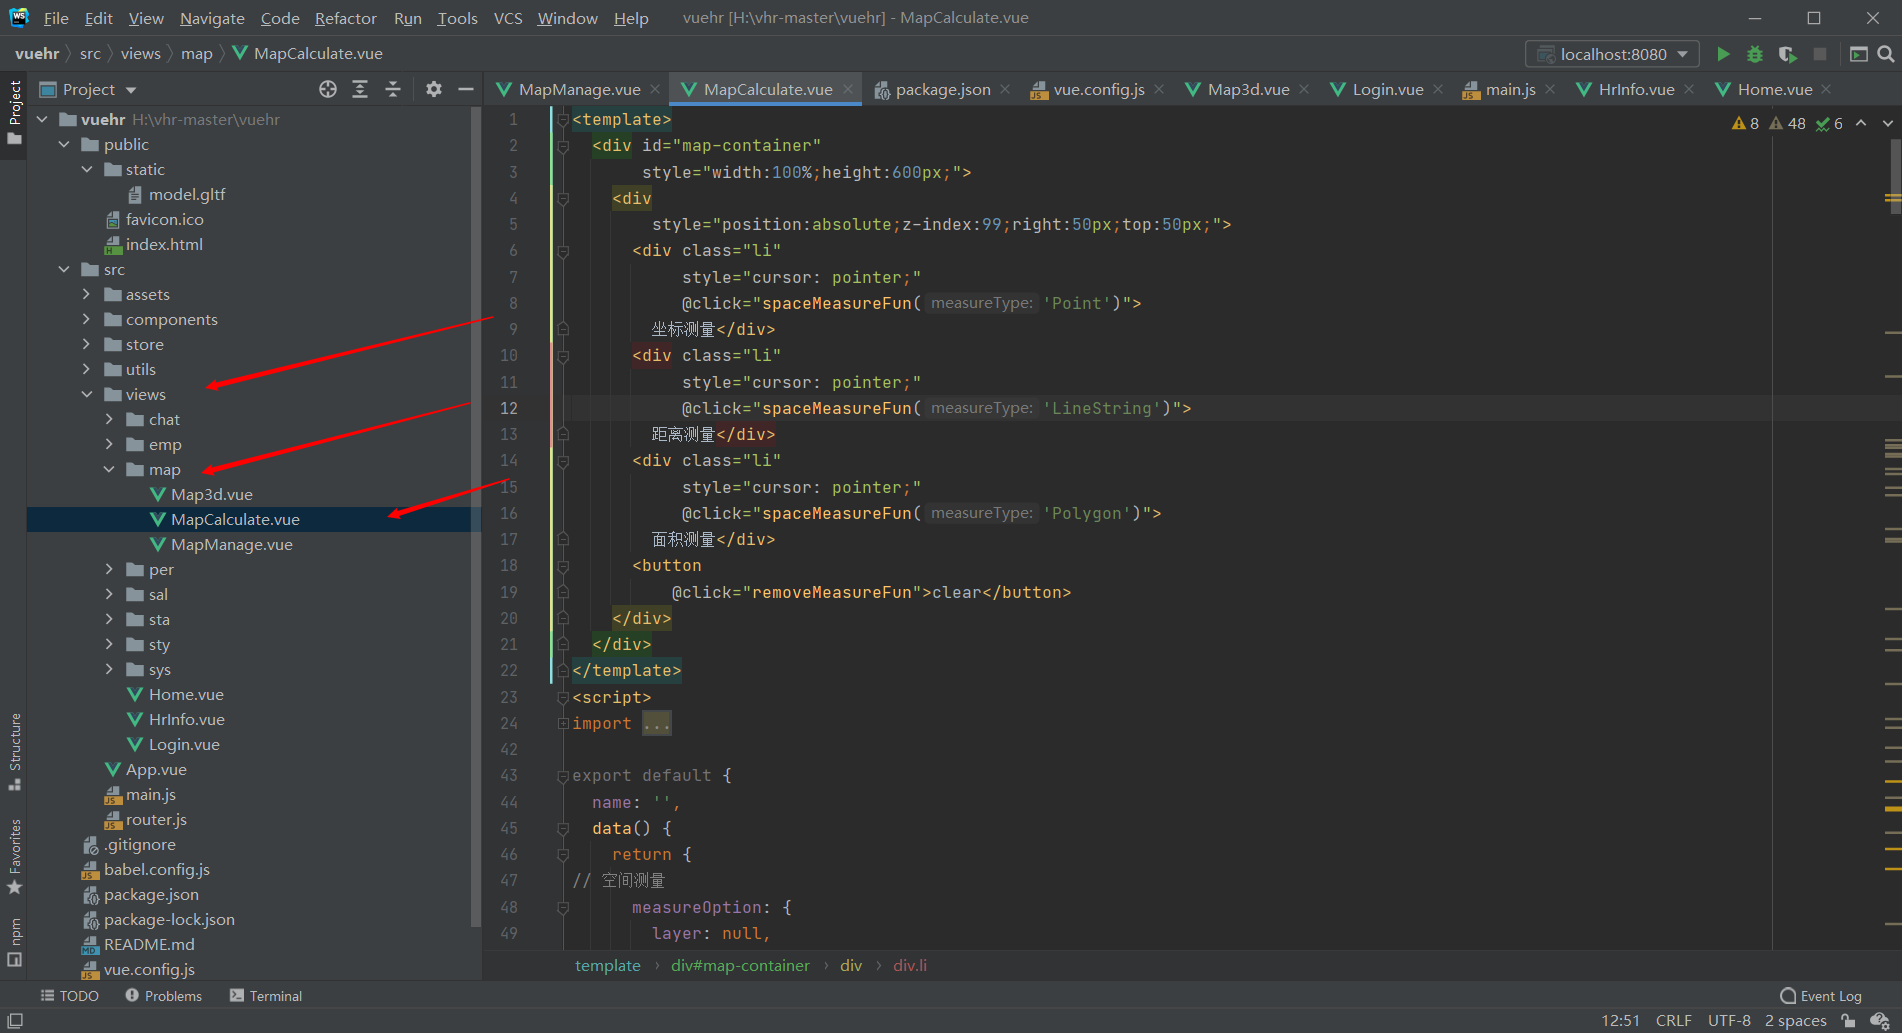 WS File Edit View Navigate Code Refactor Run Tools VCS Window Help vuehr [H:\vhr-master\vuehr] - MapCalculate.vue
vuehr src views map MapCalculate.vue localhost:8080
Project
Project
MapManage.vue MapCalculate.vue package.json vue.config.js Map3d.vue Login.vue main.js HrInfo.vue Home.vue
vuehr H:\vhr-master\vuehr
public
static
model.gltf
favicon.ico
index.html
src
assets
components
store
utils
views
chat
emp
map
Map3d.vue
MapCalculate.vue
MapManage.vue
per
sal
sta
sty
sys
Home.vue
HrInfo.vue
Login.vue
App.vue
main.js
router.js
.gitignore
babel.config.js
package.json
package-lock.json
README.md
vue.config.js
Structure
Favorites
npm
8 48 6
1 <template>
2 <div id="map-container"
3 style="width:100%;height:600px;">
4 <div
5 style="position:absolute;z-index:99;right:50px;top:50px;">
6 <div class="li"
7 style="cursor: pointer;"
8 @click="spaceMeasureFun( measureType: 'Point')">
9 坐标测量</div>
10 <div class="li"
11 style="cursor: pointer;"
12 @click="spaceMeasureFun( measureType: 'LineString')">
13 距离测量</div>
14 <div class="li"
15 style="cursor: pointer;"
16 @click="spaceMeasureFun( measureType: 'Polygon')">
17 面积测量</div>
18 <button
19 @click="removeMeasureFun">clear</button>
20 </div>
21 </div>
22 </template>
23 <script>
24 import ...
42
43 export default {
44 name: '',
45 data() {
46 return {
47 // 空间测量
48 measureOption: {
49 layer: null,
template › div#map-container › div › div.li
TODO Problems Terminal Event Log
12:51 CRLF UTF-8 2 spaces